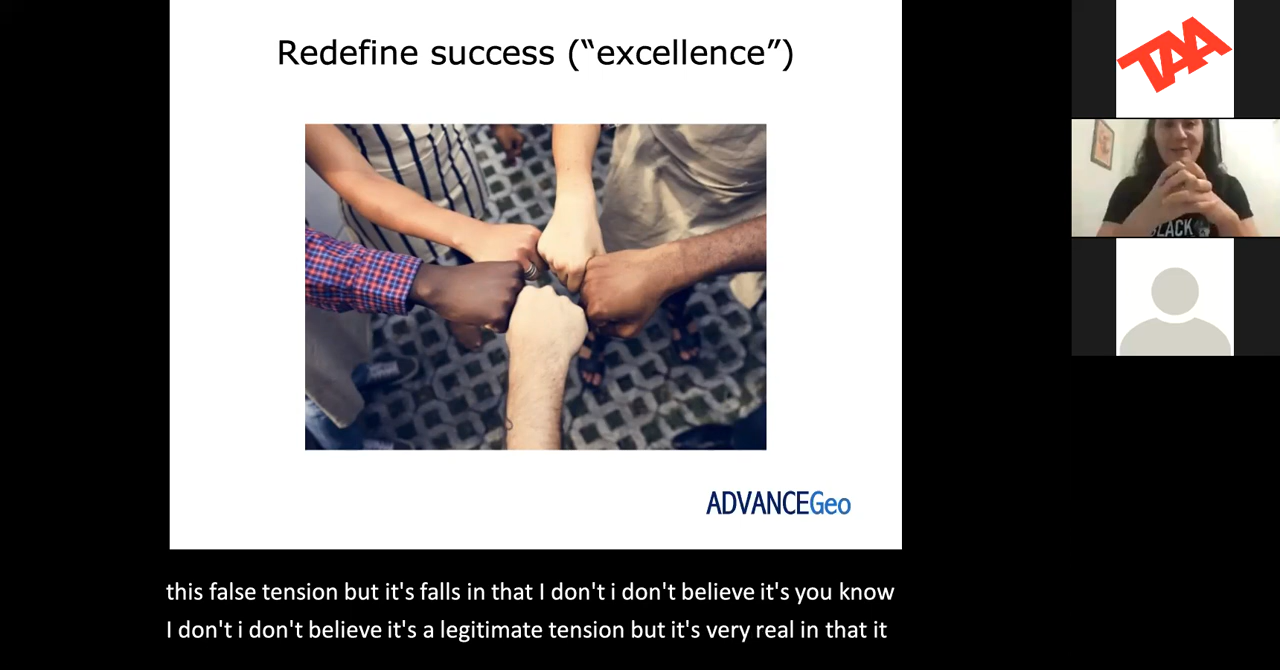 Redefine success (“excellence”)
TAA
BLACK
ADVANCEGeo
this false tension but it's falls in that I don't i don't believe it's you know
I don't i don't believe it's a legitimate tension but it's very real in that it